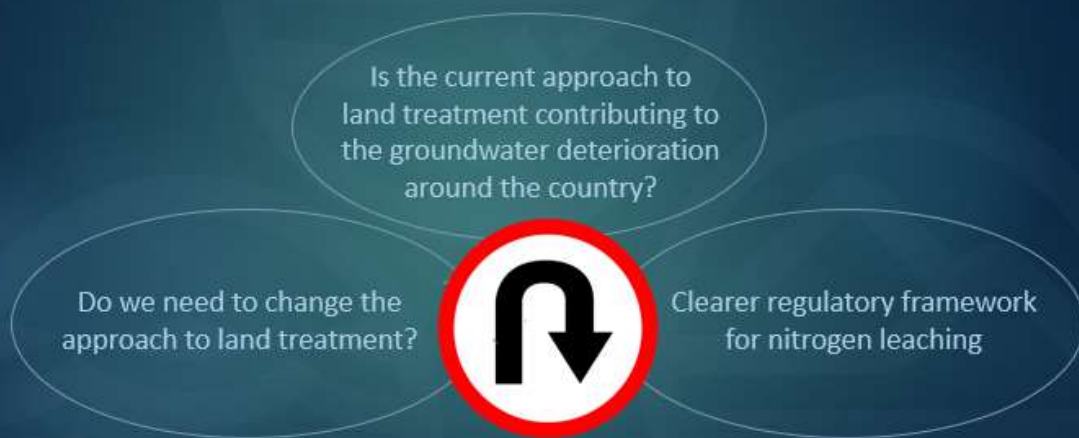 Is the current approach to
land treatment contributing to
the groundwater deterioration
around the country?
Do we need to change the
approach to land treatment?
Clearer regulatory framework
for nitrogen leaching